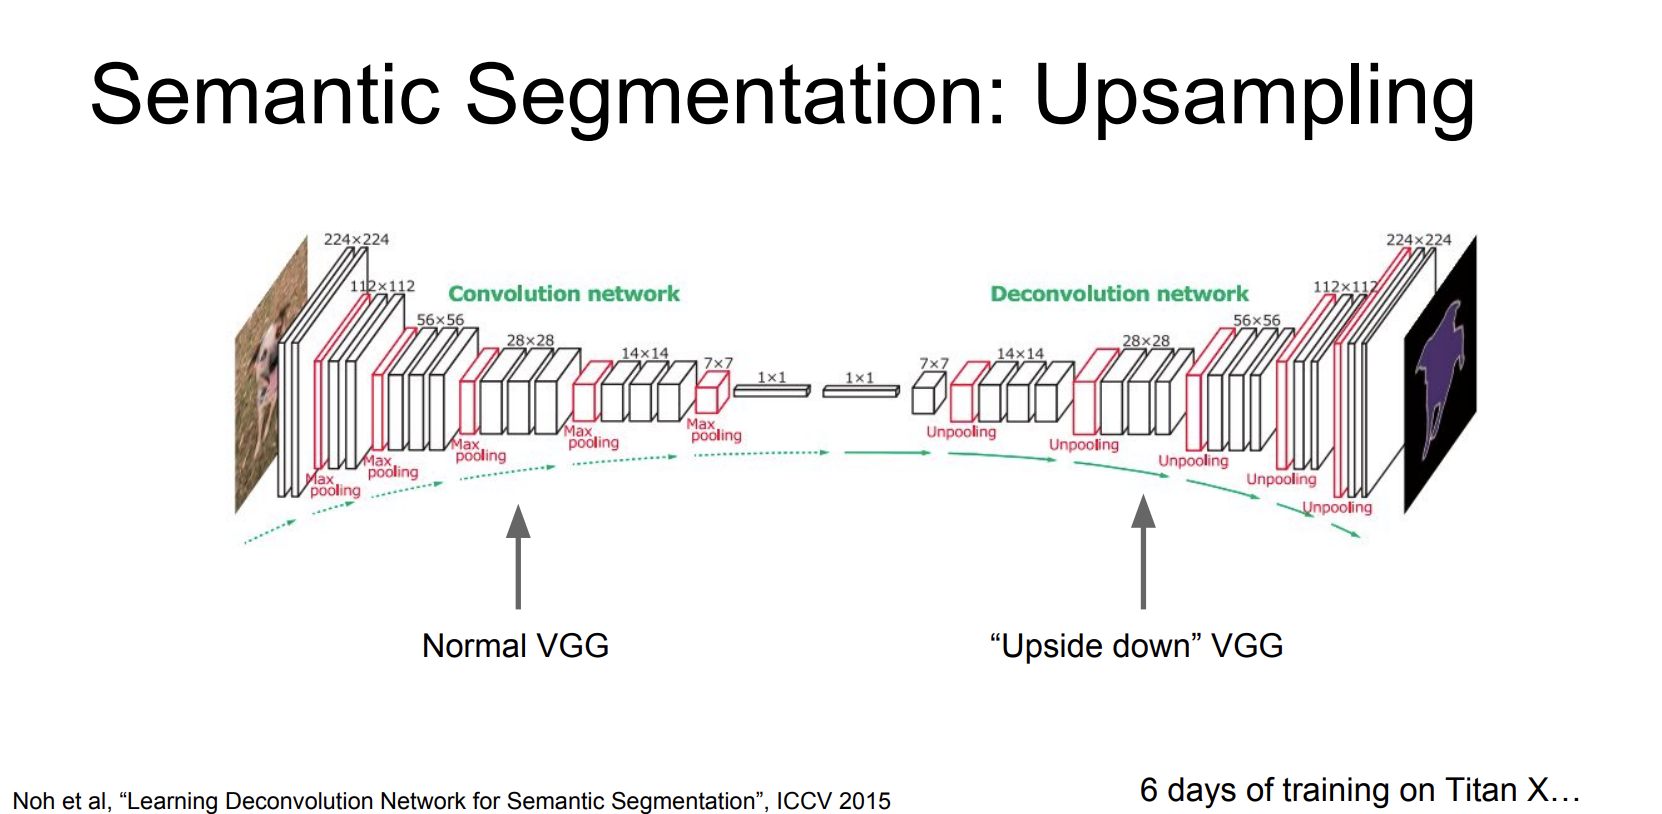 Semantic Segmentation: Upsampling
224×224
112×112
56×56
28×28
14×14
7×7
1×1
1×1
7×7
14×14
28×28
56×56
112×112
224×224
Convolution network
Deconvolution network
Max
pooling
Max
pooling
Max
pooling
Max
pooling
Max
pooling
Unpooling
Unpooling
Unpooling
Unpooling
Unpooling
Normal VGG
“Upside down” VGG
Noh et al, “Learning Deconvolution Network for Semantic Segmentation”, ICCV 2015
6 days of training on Titan X…